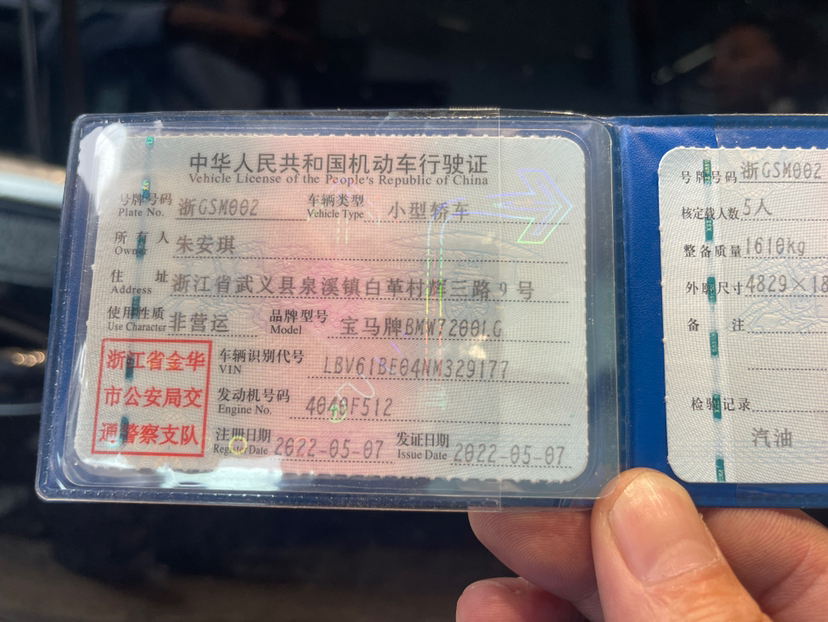 中华人民共和国机动车行驶证
Vehicle License of the People's Republic of China
号牌号码 浙GSM002 车辆类型 小型轿车
Plate No. Vehicle Type
所有人 朱安琪
Owner
住址 浙江省武义县泉溪镇白革村辉三路9号
Address
使用性质 非营运 品牌型号 宝马牌BMW7200LG
Use Character Model
浙江省金华
市公安局交
通警察支队
车辆识别代号 LBV61BE04NM329177
VIN
发动机号码 4040F512
Engine No.
注册日期 2022-05-07 发证日期 2022-05-07
Register Date Issue Date
号牌号码 浙GSM002
核定载人数 5人
整备质量 1610kg
外廓尺寸 4829×18
备注
检验记录
汽油